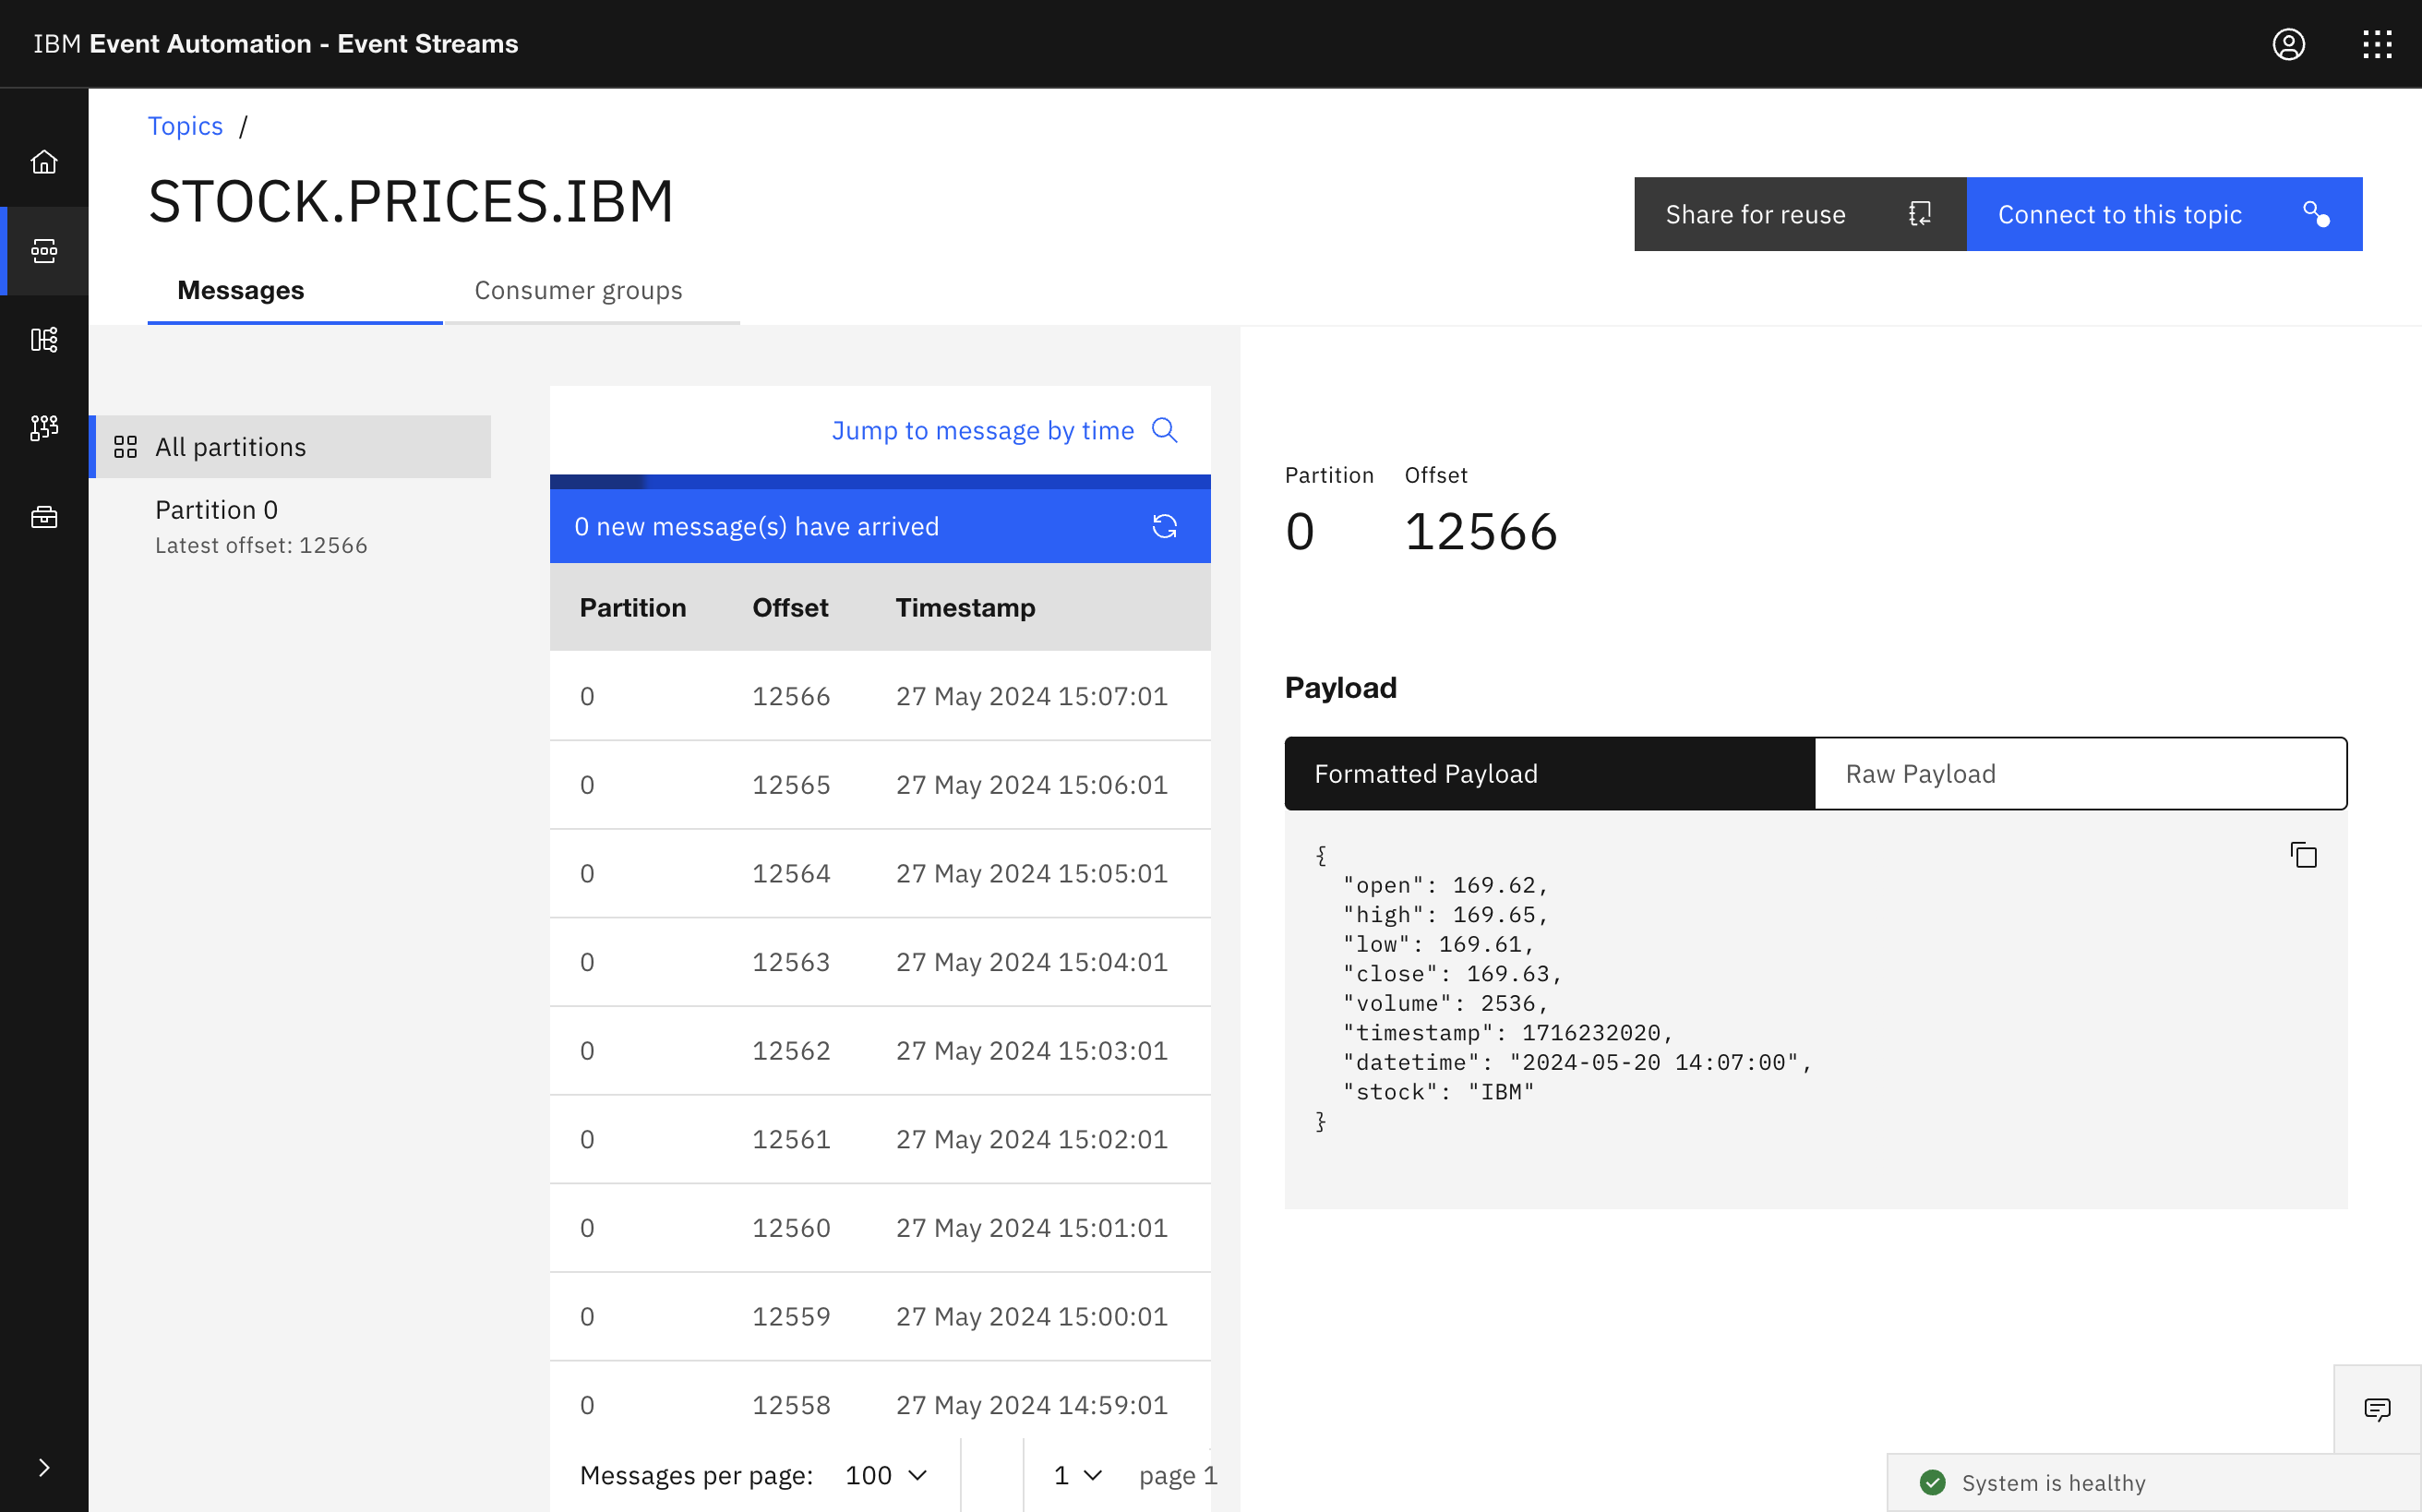 IBM Event Automation - Event Streams
Topics /
STOCK.PRICES.IBM
Share for reuse
Connect to this topic
Messages
Consumer groups
All partitions
Partition 0
Latest offset: 12566
Jump to message by time
0 new message(s) have arrived
Partition Offset Timestamp
0 12566 27 May 2024 15:07:01
0 12565 27 May 2024 15:06:01
0 12564 27 May 2024 15:05:01
0 12563 27 May 2024 15:04:01
0 12562 27 May 2024 15:03:01
0 12561 27 May 2024 15:02:01
0 12560 27 May 2024 15:01:01
0 12559 27 May 2024 15:00:01
0 12558 27 May 2024 14:59:01
Messages per page: 100 1 page 1
Partition Offset
0 12566
Payload
Formatted Payload
Raw Payload
{
"open": 169.62,
"high": 169.65,
"low": 169.61,
"close": 169.63,
"volume": 2536,
"timestamp": 1716232020,
"datetime": "2024-05-20 14:07:00",
"stock": "IBM"
}
System is healthy